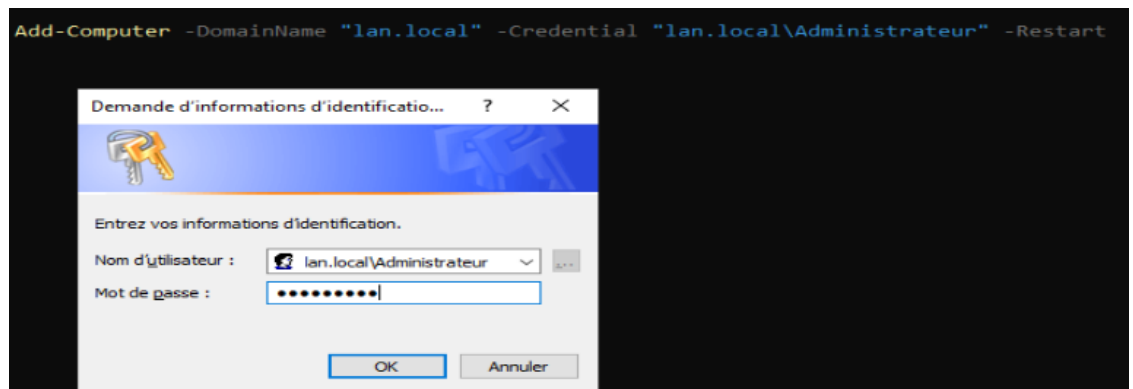 Add-Computer -DomainName "lan.local" -Credential "lan.local\Administrateur" -Restart
Demande d'informations d'identificatio... ? ×
Entrez vos informations d'identification.
Nom d'utilisateur : lan.local\Administrateur ...
Mot de passe : •••••••••
OK Annuler